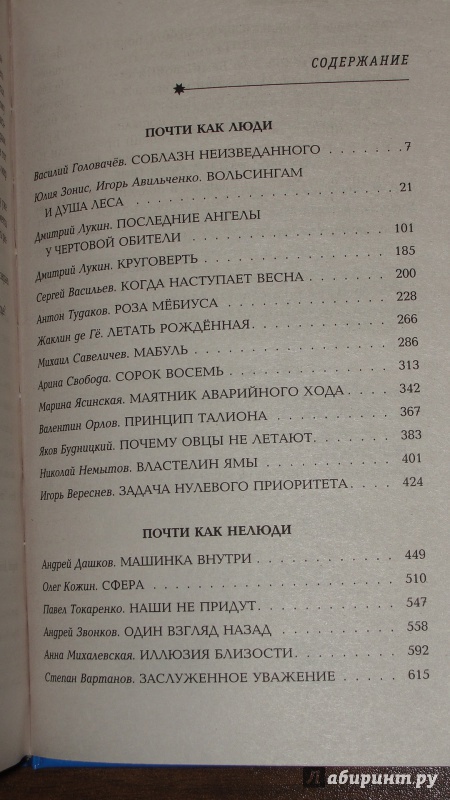 СОДЕРЖАНИЕ
ПОЧТИ КАК ЛЮДИ
Василий Головачёв. СОБЛАЗН НЕИЗВЕДАННОГО . . . . . . . 7
Юлия Зонис, Игорь Авильченко. ВОЛЬСИНГАМ
И ДУША ЛЕСА . . . . . . . . . . . . . . . . . . . . . 21
Дмитрий Лукин. ПОСЛЕДНИЕ АНГЕЛЫ
У ЧЕРТОВОЙ ОБИТЕЛИ . . . . . . . . . . . . . . . . 101
Дмитрий Лукин. КРУГОВЕРТЬ . . . . . . . . . . . . . . 185
Сергей Васильев. КОГДА НАСТУПАЕТ ВЕСНА . . . . . . . 200
Антон Тудаков. РОЗА МЁБИУСА . . . . . . . . . . . . . 228
Жаклин де Гё. ЛЕТАТЬ РОЖДЁННАЯ. . . . . . . . . . . . 266
Михаил Савеличев. МАБУЛЬ . . . . . . . . . . . . . . . 286
Арина Свобода. СОРОК ВОСЕМЬ . . . . . . . . . . . . . 313
Марина Ясинская. МАЯТНИК АВАРИЙНОГО ХОДА . . . . . 342
Валентин Орлов. ПРИНЦИП ТАЛИОНА . . . . . . . . . . 367
Яков Будницкий. ПОЧЕМУ ОВЦЫ НЕ ЛЕТАЮТ. . . . . . . 383
Николай Немытов. ВЛАСТЕЛИН ЯМЫ . . . . . . . . . . . 401
Игорь Вереснев. ЗАДАЧА НУЛЕВОГО ПРИОРИТЕТА. . . . . 424
ПОЧТИ КАК НЕЛЮДИ
Андрей Дашков. МАШИНКА ВНУТРИ . . . . . . . . . . . 449
Олег Кожин. СФЕРА . . . . . . . . . . . . . . . . . . 510
Павел Токаренко. НАШИ НЕ ПРИДУТ. . . . . . . . . . . 547
Андрей Звонков. ОДИН ВЗГЛЯД НАЗАД . . . . . . . . . 558
Анна Михалевская. ИЛЛЮЗИЯ БЛИЗОСТИ. . . . . . . . . 592
Степан Вартанов. ЗАСЛУЖЕННОЕ УВАЖЕНИЕ . . . . . . . 615
Лабиринт.ру